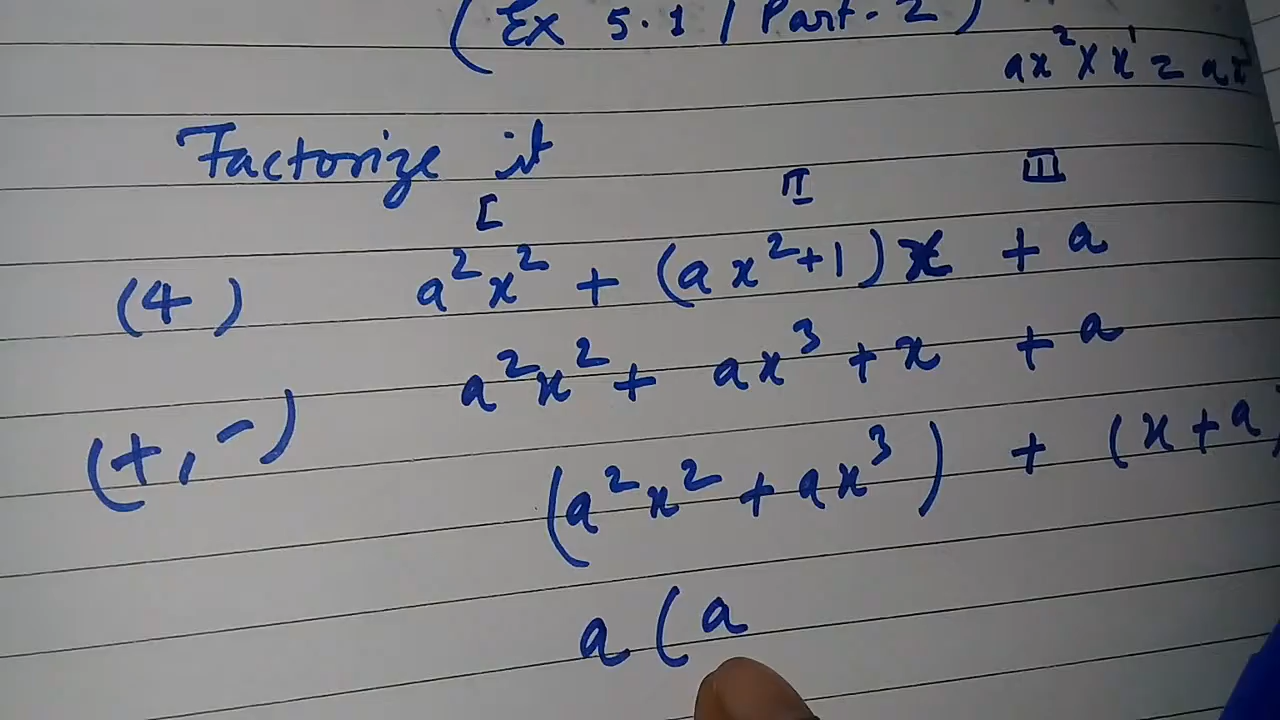 (Ex 5.1 / Part-2)
ax²×x¹=ax
Factorize it
I II III
(4) a²x² + (ax²+1)x + a
a²x² + ax³ + x + a
(+,-) (a²x² + ax³) + (x+a)
a(a